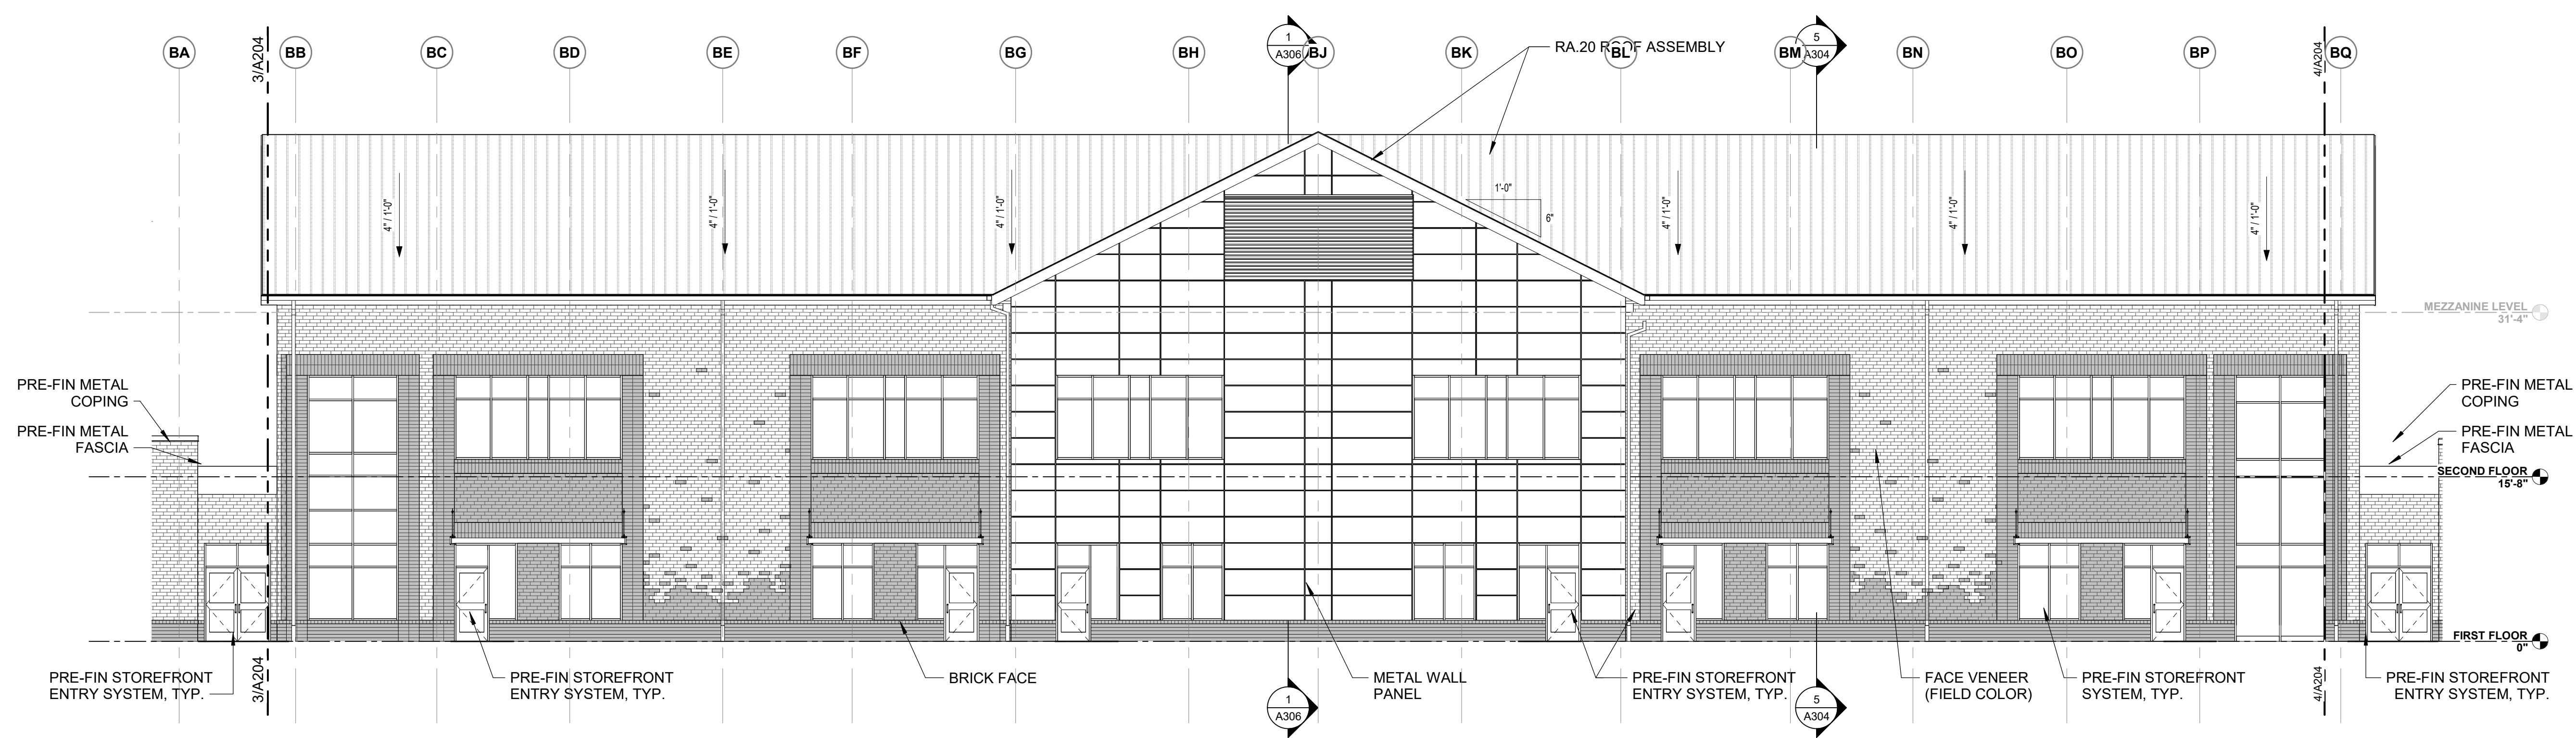 BA
3/A204
BB
BC
BD
BE
BF
BG
BH
1
A306
BJ
BK
RA.20 ROOF ASSEMBLY
BL
BM
5
A304
BN
BO
BP
4/A204
BQ
4" / 1'-0"
4" / 1'-0"
4" / 1'-0"
1'-0"
6"
4" / 1'-0"
4" / 1'-0"
4" / 1'-0"
MEZZANINE LEVEL
31'-4"
PRE-FIN METAL
COPING
PRE-FIN METAL
FASCIA
PRE-FIN METAL
COPING
PRE-FIN METAL
FASCIA
SECOND FLOOR
15'-8"
FIRST FLOOR
0"
PRE-FIN STOREFRONT
ENTRY SYSTEM, TYP.
3/A204
PRE-FIN STOREFRONT
ENTRY SYSTEM, TYP.
BRICK FACE
1
A306
METAL WALL
PANEL
PRE-FIN STOREFRONT
ENTRY SYSTEM, TYP.
5
A304
FACE VENEER
(FIELD COLOR)
PRE-FIN STOREFRONT
SYSTEM, TYP.
4/A204
PRE-FIN STOREFRONT
ENTRY SYSTEM, TYP.